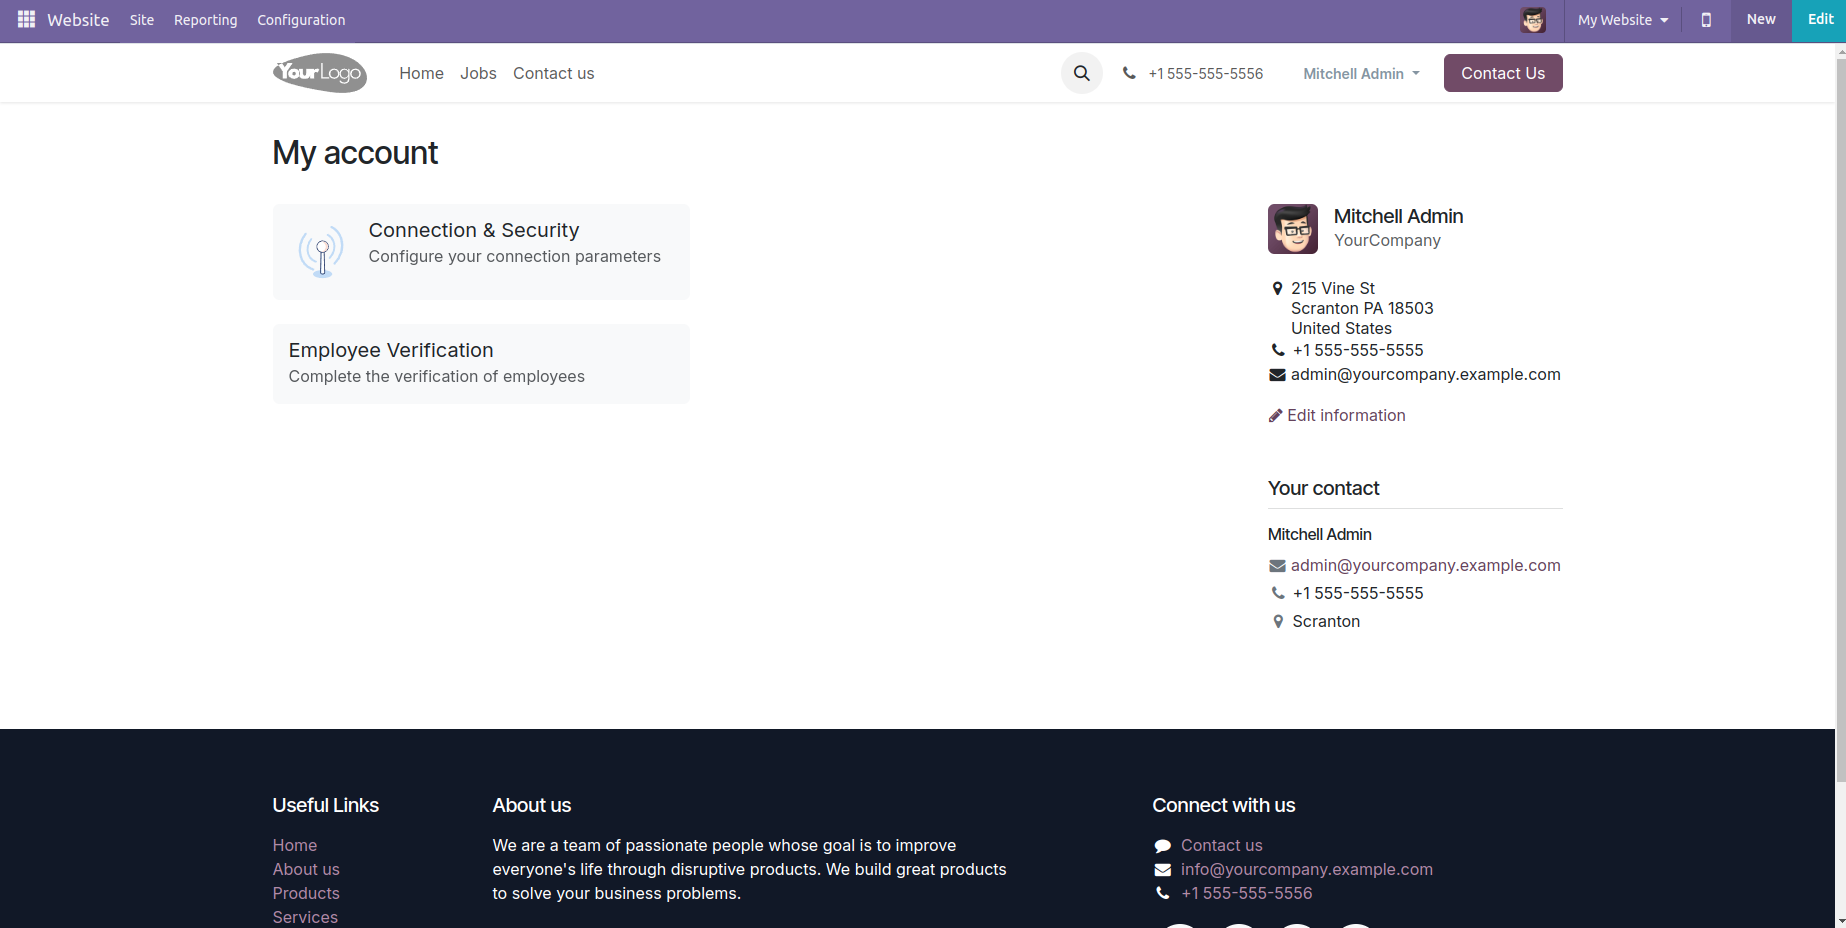 Website Site Reporting Configuration My Website New Edit
YourLogo Home Jobs Contact us +1 555-555-5556 Mitchell Admin Contact Us
My account
Connection & Security
Configure your connection parameters
Employee Verification
Complete the verification of employees
Mitchell Admin
YourCompany
215 Vine St
Scranton PA 18503
United States
+1 555-555-5555
admin@yourcompany.example.com
Edit information
Your contact
Mitchell Admin
admin@yourcompany.example.com
+1 555-555-5555
Scranton
Useful Links
Home
About us
Products
Services
About us
We are a team of passionate people whose goal is to improve
everyone's life through disruptive products. We build great products
to solve your business problems.
Connect with us
Contact us
info@yourcompany.example.com
+1 555-555-5556